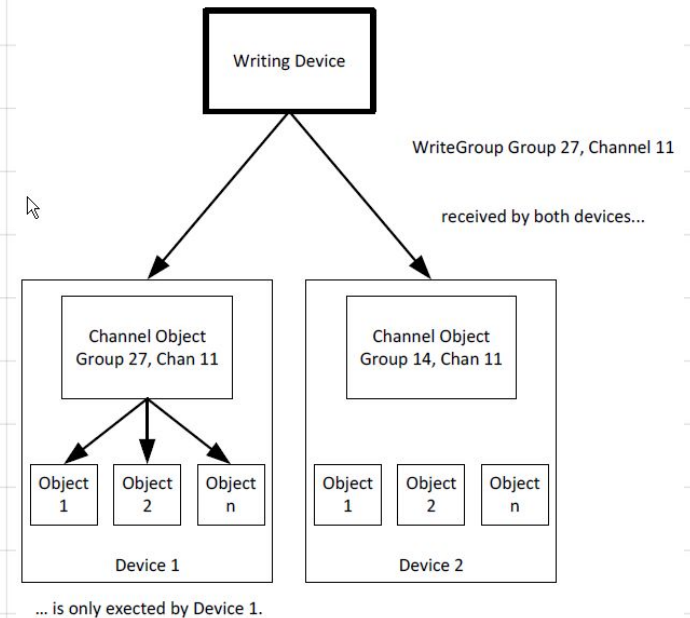 Writing Device
WriteGroup Group 27, Channel 11
received by both devices...
Channel Object
Group 27, Chan 11
Channel Object
Group 14, Chan 11
Object
1
Object
2
Object
n
Object
1
Object
2
Object
n
Device 1
Device 2
... is only exected by Device 1.